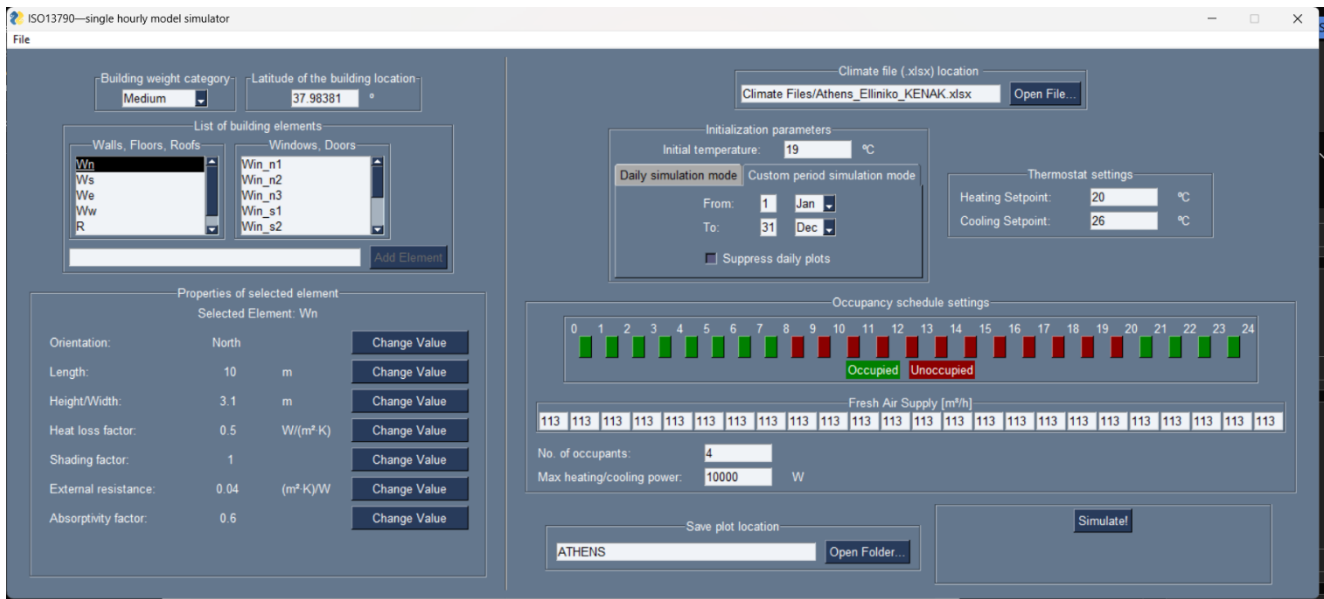 ISO13790—single hourly model simulator
File
Building weight category
Medium
Latitude of the building location
37.98381 °
List of building elements
Walls, Floors, Roofs
Wn
Ws
We
Ww
R
Windows, Doors
Win_n1
Win_n2
Win_n3
Win_s1
Win_s2
Add Element
Properties of selected element
Selected Element: Wn
Orientation: North Change Value
Length: 10 m Change Value
Height/Width: 3.1 m Change Value
Heat loss factor: 0.5 W/(m²·K) Change Value
Shading factor: 1 Change Value
External resistance: 0.04 (m²·K)/W Change Value
Absorptivity factor: 0.6 Change Value
Climate file (.xlsx) location
Climate Files/Athens_Elliniko_KENAK.xlsx Open File...
Initialization parameters
Initial temperature: 19 ºC
Daily simulation mode Custom period simulation mode
From: 1 Jan
To: 31 Dec
Suppress daily plots
Thermostat settings
Heating Setpoint: 20 ºC
Cooling Setpoint: 26 ºC
Occupancy schedule settings
0 1 2 3 4 5 6 7 8 9 10 11 12 13 14 15 16 17 18 19 20 21 22 23 24
Occupied Unoccupied
Fresh Air Supply [m³/h]
113 113 113 113 113 113 113 113 113 113 113 113 113 113 113 113 113 113 113 113 113 113 113 113
No. of occupants: 4
Max heating/cooling power: 10000 W
Save plot location
ATHENS Open Folder...
Simulate!